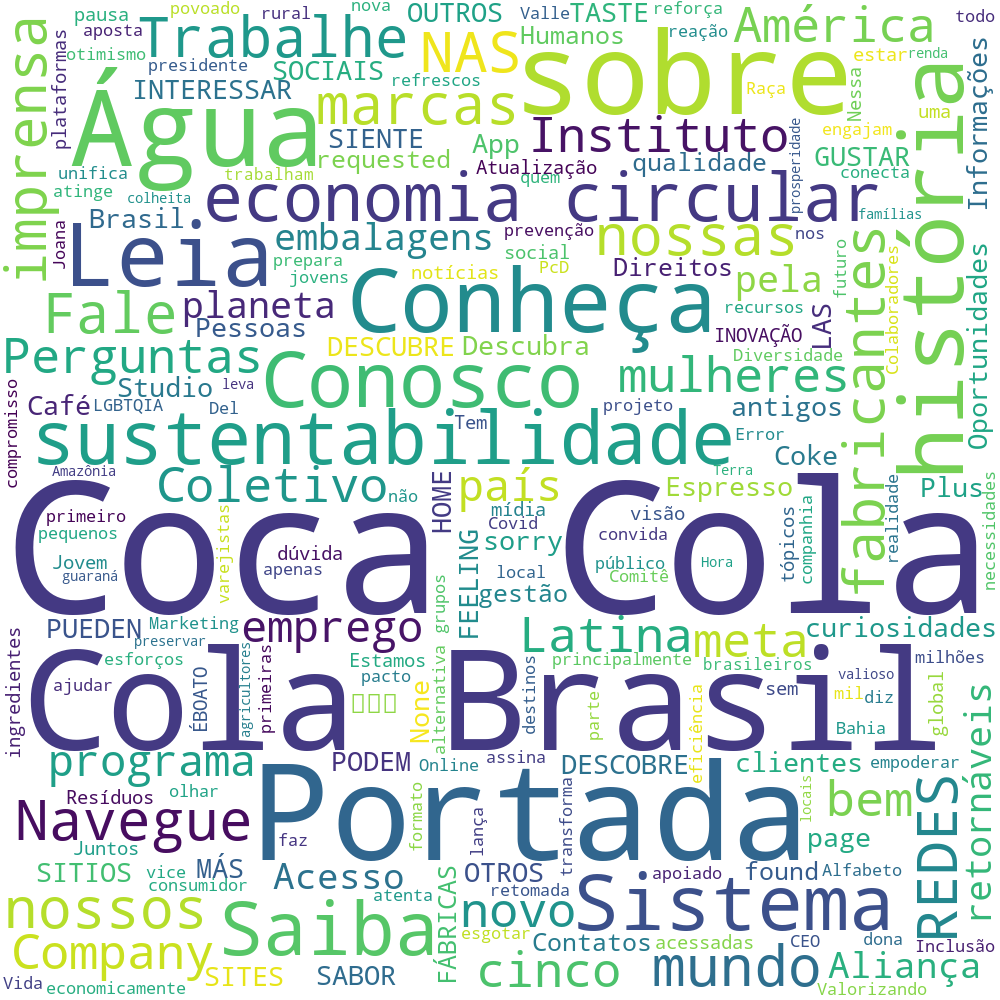 pausa
povoado
rural
nova
OUTROS
Valle
TASTE
reforça
América
todo
aposta
Trabalhe
NAS
Humanos
reação
otimismo
presidente
SOCIAIS
refrescos
sobre
estar
renda
imprensa
plataformas
INTERESSAR
marcas
Raça
Nessa
história
Informações
Água
SIENTE
Instituto
uma
engajam
unifica
requested
App
Atualização
qualidade
prosperidade
GUSTAR
atinge
trabalham
quem
conecta
colheita
economia circular
famílias
Brasil
Joana
Leia
embalagens
prevenção
nossas
nos
prepara
social
Direitos
jovens
notícias
PcD
pela
futuro
fabricantes
Colaboradores
Oportunidades
Fale
planeta
Conheça
recursos
LAS
Pessoas
INOVAÇÃO
Perguntas
DESCUBRE
Descubra
Diversidade
Conosco
mulheres
compromisso
Studio
leva
Café
LGBTQIA
Del
projeto
antigos
Tem
sustentabilidade
Error
Coke
Amazônia
Coletivo
HOME
país
Terra
Espresso
Plus
não
primeiro
mídia
visão
tópicos
companhia
realidade
necessidades
pequenos
varejistas
dúvida
Covid
convida
sorry
Jovem
apenas
público
Hora
guaraná
local
Comitê
Coca Cola
gestão
FEELING
grupos
Marketing
emprego
PUEDEN
preservar
Latina
meta
curiosidades
ingredientes
esforços
Estamos
principalmente
brasileiros
milhões
agricultores
primeiras
alternativa
destinos
pacto
ajudar
ÉBOATO
sem
valioso
mil
diz
parte
None
eficiência
Bahia
global
retornáveis
Cola Brasil
programa
PODEM
Online
assina
DESCOBRE
clientes
empoderar
Resíduos
olhar
Portada
locais
bem
REDES
Navegue
formato
transforma
faz
lança
page
Juntos
SITIOS
vice
MÁS
Acesso
OTROS
apoiado
found
Alfabeto
consumidor
atenta
retomada
nossos
Saiba
FÁBRICAS
novo
Sistema
esgotar
Contatos
acessadas
CEO
dona
Inclusão
Company
cinco
mundo
Aliança
Vida
economicamente
SITES
SABOR
Valorizando